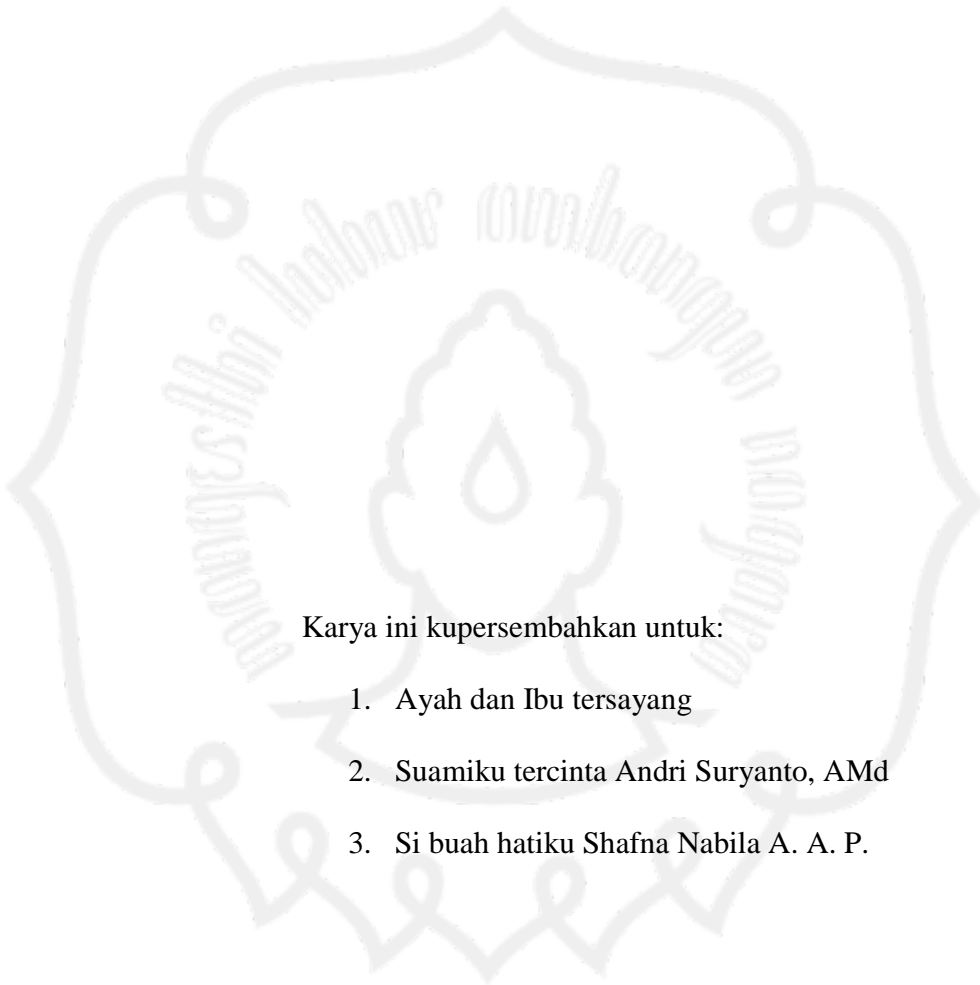 Karya ini kupersembahkan untuk:
1. Ayah dan Ibu tersayang
2. Suamiku tercinta Andri Suryanto, AMd
3. Si buah hatiku Shafna Nabila A. A. P.